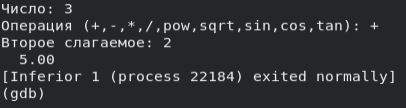 Число: 3
Операция (+,-,*,/,pow,sqrt,sin,cos,tan): +
Второе слагаемое: 2
  5.00
[Inferior 1 (process 22184) exited normally]
(gdb)